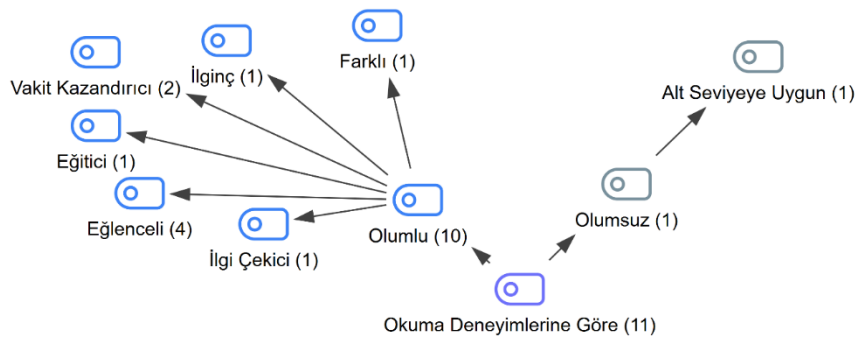 Farklı (1)
İlginç (1)
Vakit Kazandırıcı (2)
Alt Seviyeye Uygun (1)
Eğitici (1)
Eğlenceli (4)
İlgi Çekici (1)
Olumlu (10)
Olumsuz (1)
Okuma Deneyimlerine Göre (11)